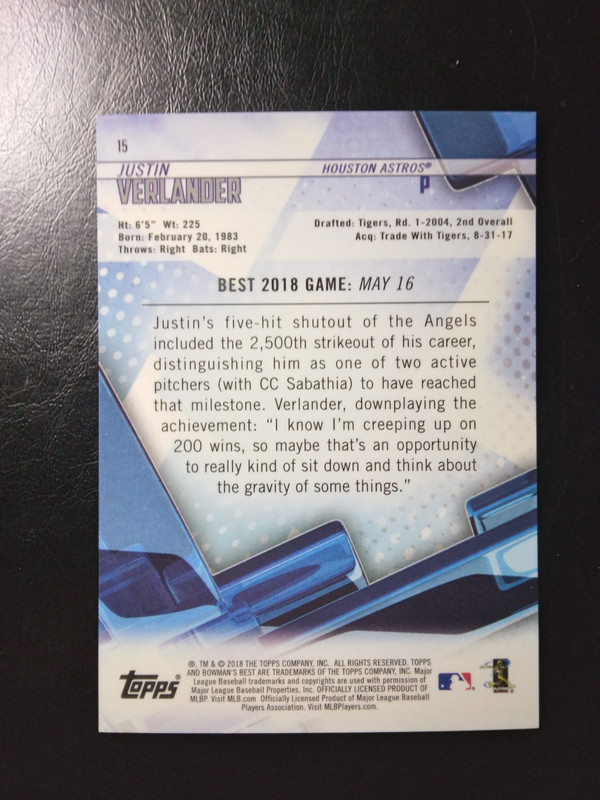 15
JUSTIN
VERLANDER
HOUSTON ASTROS®
P
Ht: 6'5" Wt: 225
Born: February 20, 1983
Throws: Right Bats: Right
Drafted: Tigers, Rd. 1-2004, 2nd Overall
Acq: Trade With Tigers, 8-31-17
BEST 2018 GAME: MAY 16
Justin's five-hit shutout of the Angels
included the 2,500th strikeout of his career,
distinguishing him as one of two active
pitchers (with CC Sabathia) to have reached
that milestone. Verlander, downplaying the
achievement: "I know I'm creeping up on
200 wins, so maybe that's an opportunity
to really kind of sit down and think about
the gravity of some things."
Topps
®, TM & © 2018 THE TOPPS COMPANY, INC. ALL RIGHTS RESERVED. TOPPS
AND BOWMAN'S BEST ARE TRADEMARKS OF THE TOPPS COMPANY, INC. Major
League Baseball trademarks and copyrights are used with permission of
Major League Baseball Properties, Inc. OFFICIALLY LICENSED PRODUCT OF
MLBP. Visit MLB.com Officially Licensed Product of Major League Baseball
Players Association. Visit MLBPlayers.com.